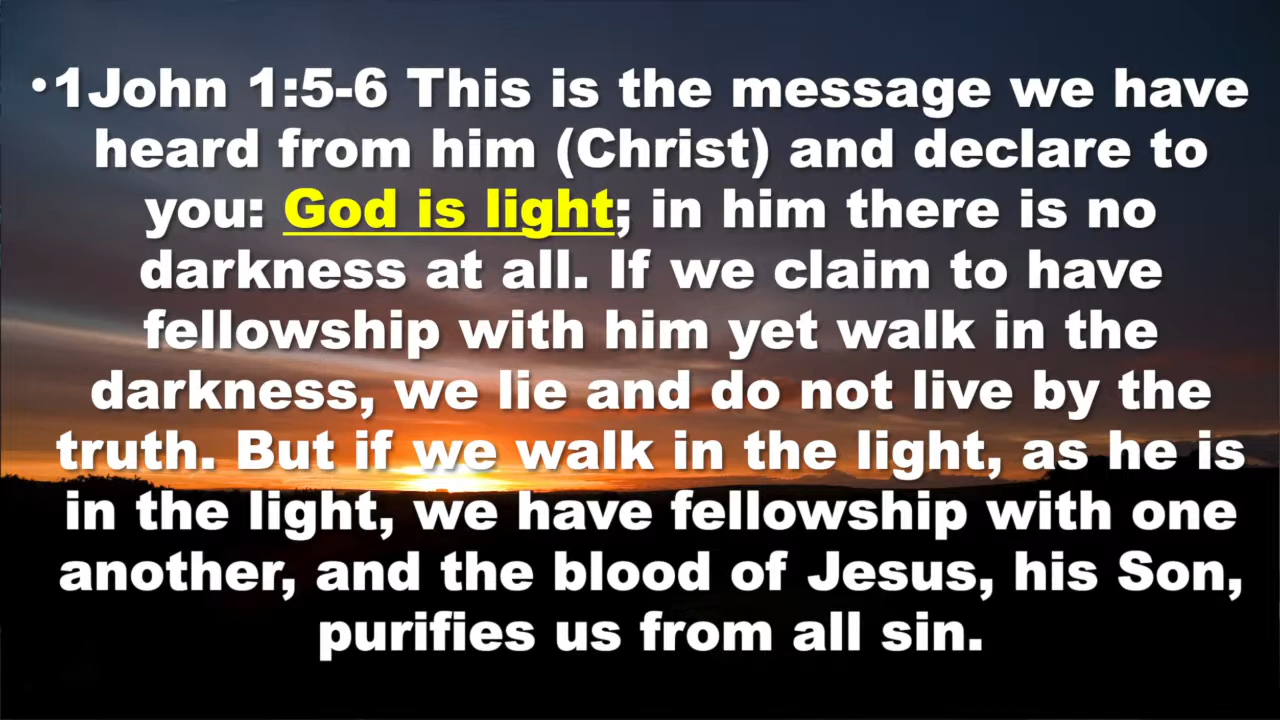 •1John 1:5-6 This is the message we have
heard from him (Christ) and declare to
you: God is light; in him there is no
darkness at all. If we claim to have
fellowship with him yet walk in the
darkness, we lie and do not live by the
truth. But if we walk in the light, as he is
in the light, we have fellowship with one
another, and the blood of Jesus, his Son,
purifies us from all sin.